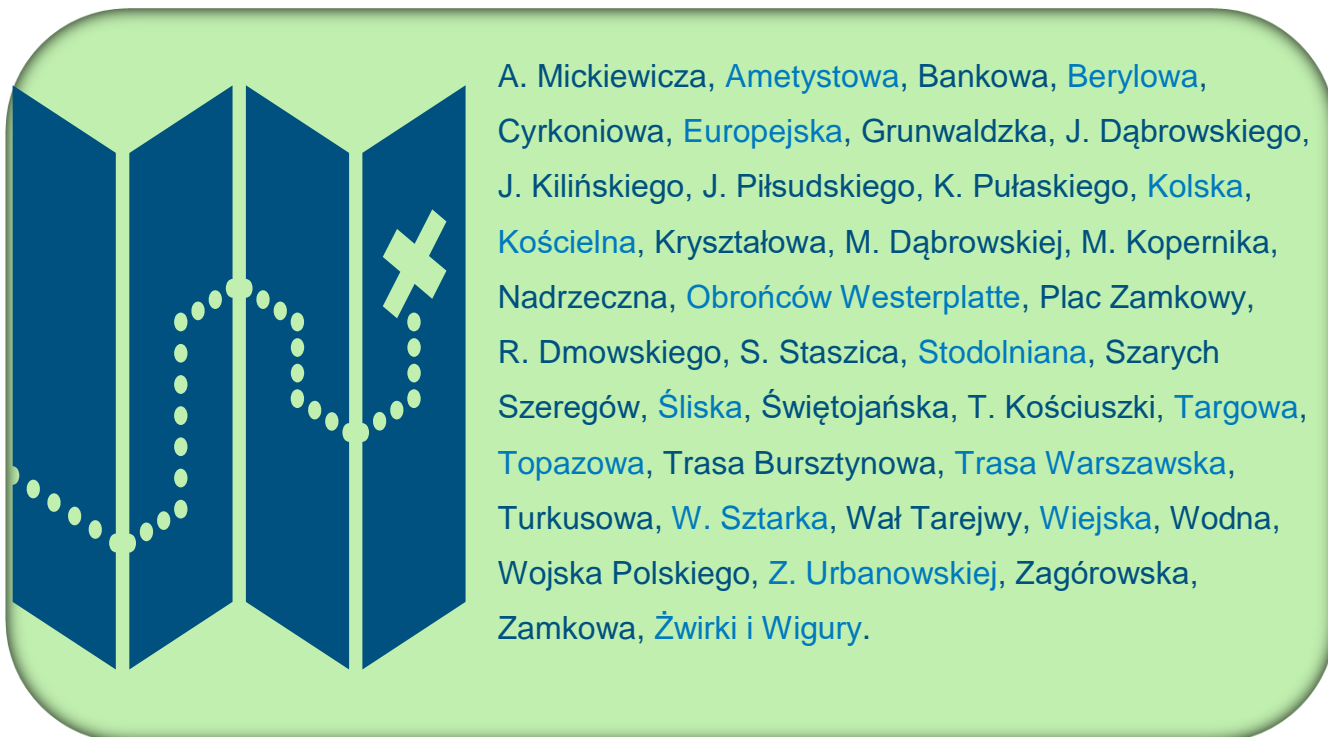 A. Mickiewicza, Ametystowa, Bankowa, Berylowa,
Cyrkoniowa, Europejska, Grunwaldzka, J. Dąbrowskiego,
J. Kilińskiego, J. Piłsudskiego, K. Pułaskiego, Kolska,
Kościelna, Kryształowa, M. Dąbrowskiej, M. Kopernika,
Nadrzeczna, Obrońców Westerplatte, Plac Zamkowy,
R. Dmowskiego, S. Staszica, Stodolniana, Szarych
Szeregów, Śliska, Świętojańska, T. Kościuszki, Targowa,
Topazowa, Trasa Bursztynowa, Trasa Warszawska,
Turkusowa, W. Sztarka, Wał Tarejwy, Wiejska, Wodna,
Wojska Polskiego, Z. Urbanowskiej, Zagórowska,
Zamkowa, Żwirki i Wigury.